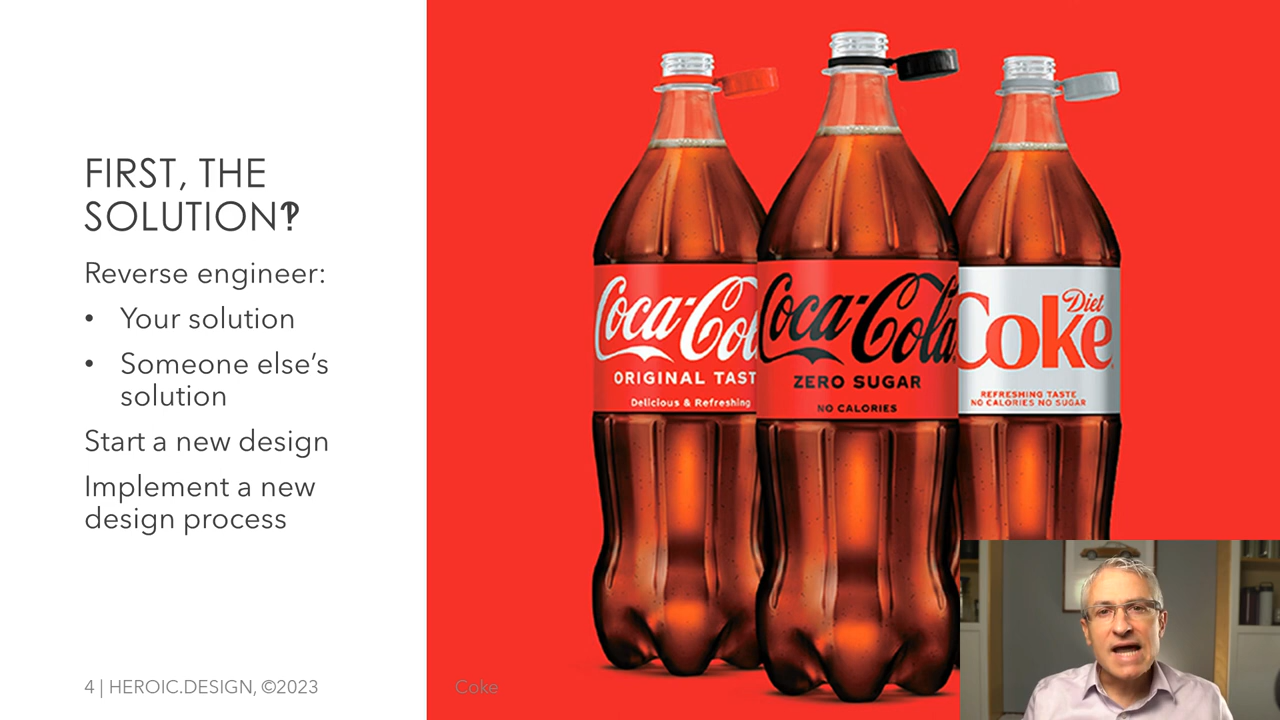 FIRST, THE
SOLUTION‽
Reverse engineer:
• Your solution
• Someone else's
solution
Start a new design
Implement a new
design process
4 | HEROIC.DESIGN, ©2023
Coke
Coca-Col
ORIGINAL TAST
Delicious & Refreshing
Coca-Cola
ZERO SUGAR
NO CALORIES
Diet
Coke
REFRESHING TASTE
NO CALORIES NO SUGAR